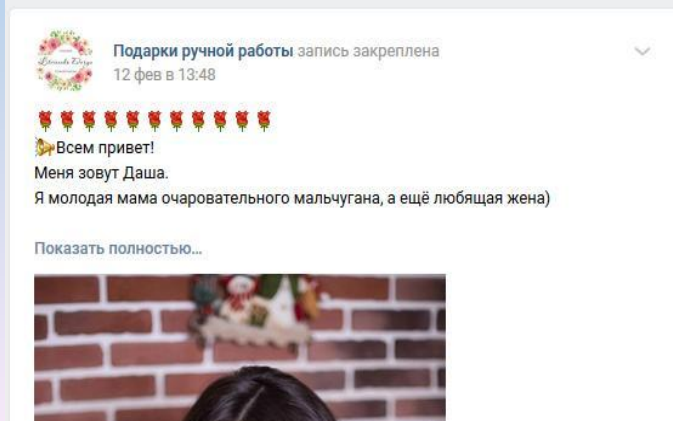 Подарки ручной работы запись закреплена
12 фев в 13:48
Всем привет!
Меня зовут Даша.
Я молодая мама очаровательного мальчугана, а ещё любящая жена)
Показать полностью...